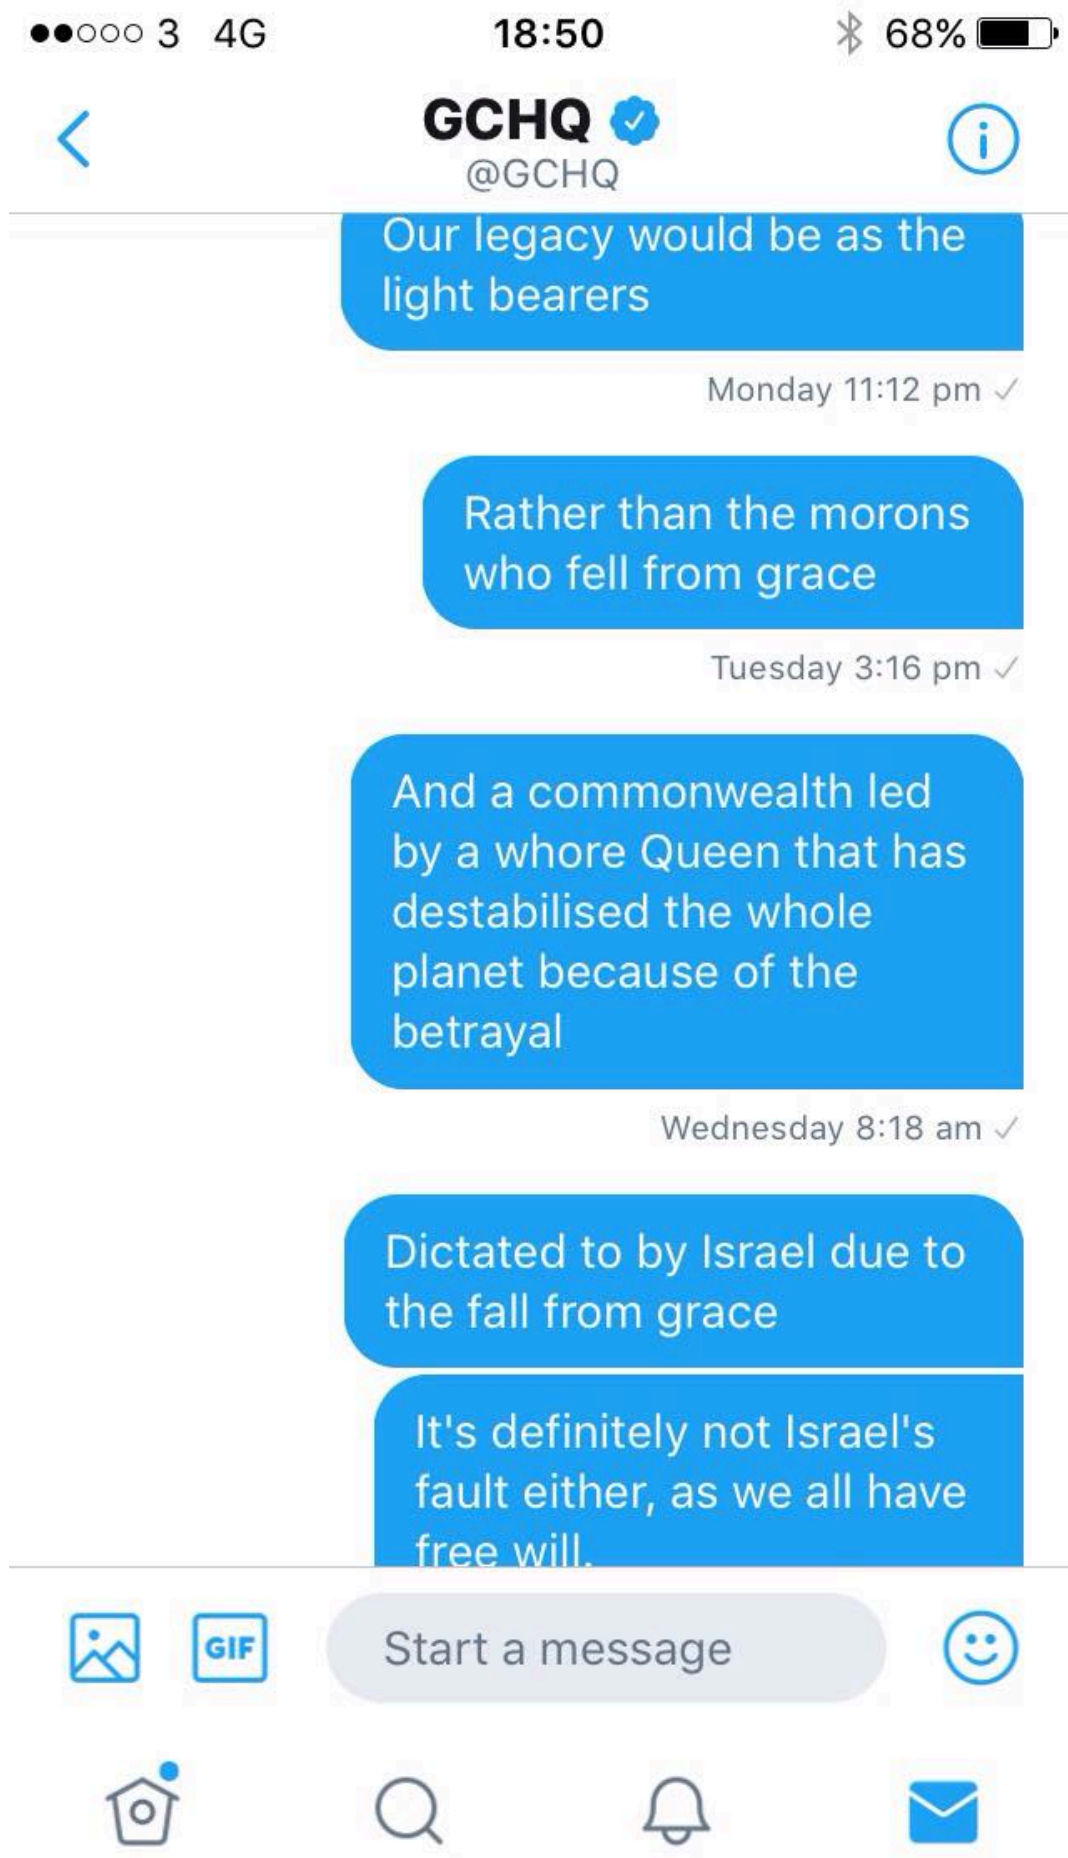 3 4G 18:50 68%
GCHQ
@GCHQ
Our legacy would be as the
light bearers
Monday 11:12 pm
Rather than the morons
who fell from grace
Tuesday 3:16 pm
And a commonwealth led
by a whore Queen that has
destabilised the whole
planet because of the
betrayal
Wednesday 8:18 am
Dictated to by Israel due to
the fall from grace
It's definitely not Israel's
fault either, as we all have
free will.
GIF Start a message